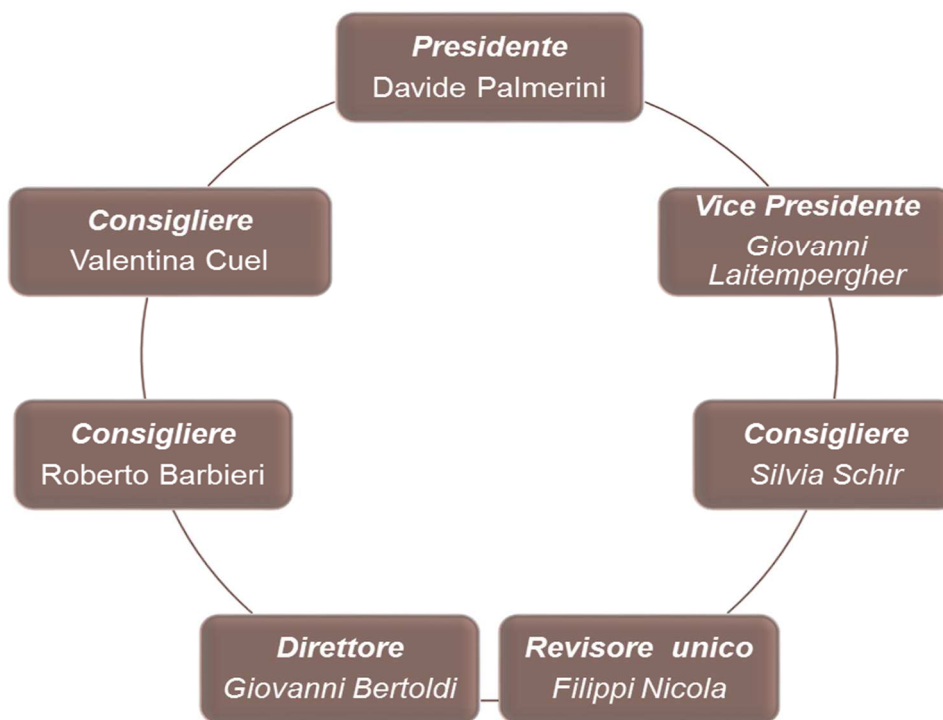 Presidente
Davide Palmerini
Consigliere
Valentina Cuel
Vice Presidente
Giovanni
Laitempergher
Consigliere
Roberto Barbieri
Consigliere
Silvia Schir
Direttore
Giovanni Bertoldi
Revisore unico
Filippi Nicola